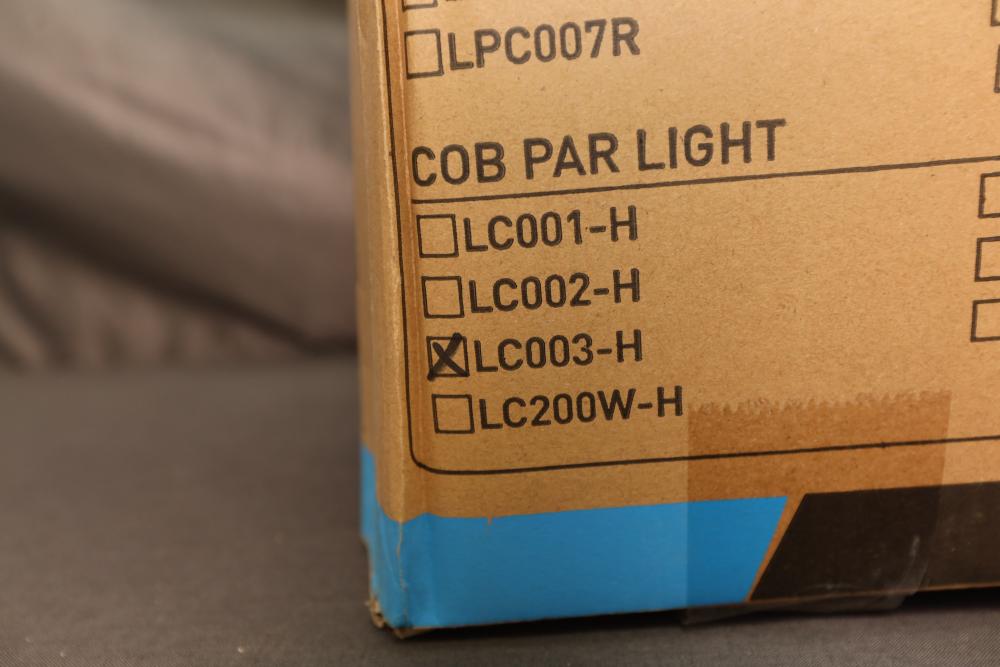 LPC007R
COB PAR LIGHT
LC001-H
LC002-H
LC003-H
LC200W-H